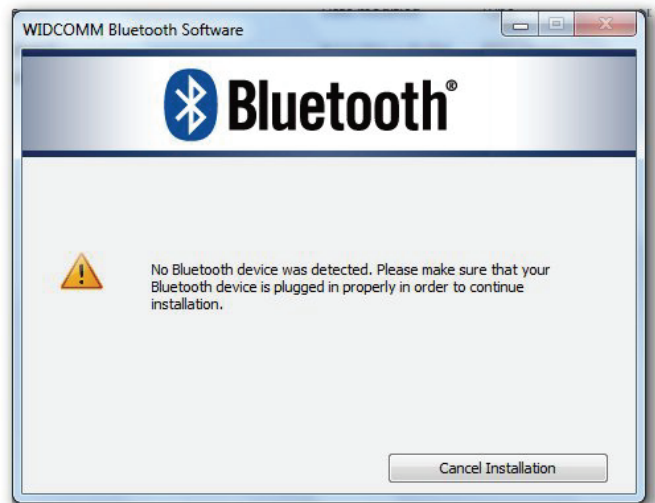 WIDCOMM Bluetooth Software
Bluetooth®
No Bluetooth device was detected. Please make sure that your
Bluetooth device is plugged in properly in order to continue
installation.
Cancel Installation